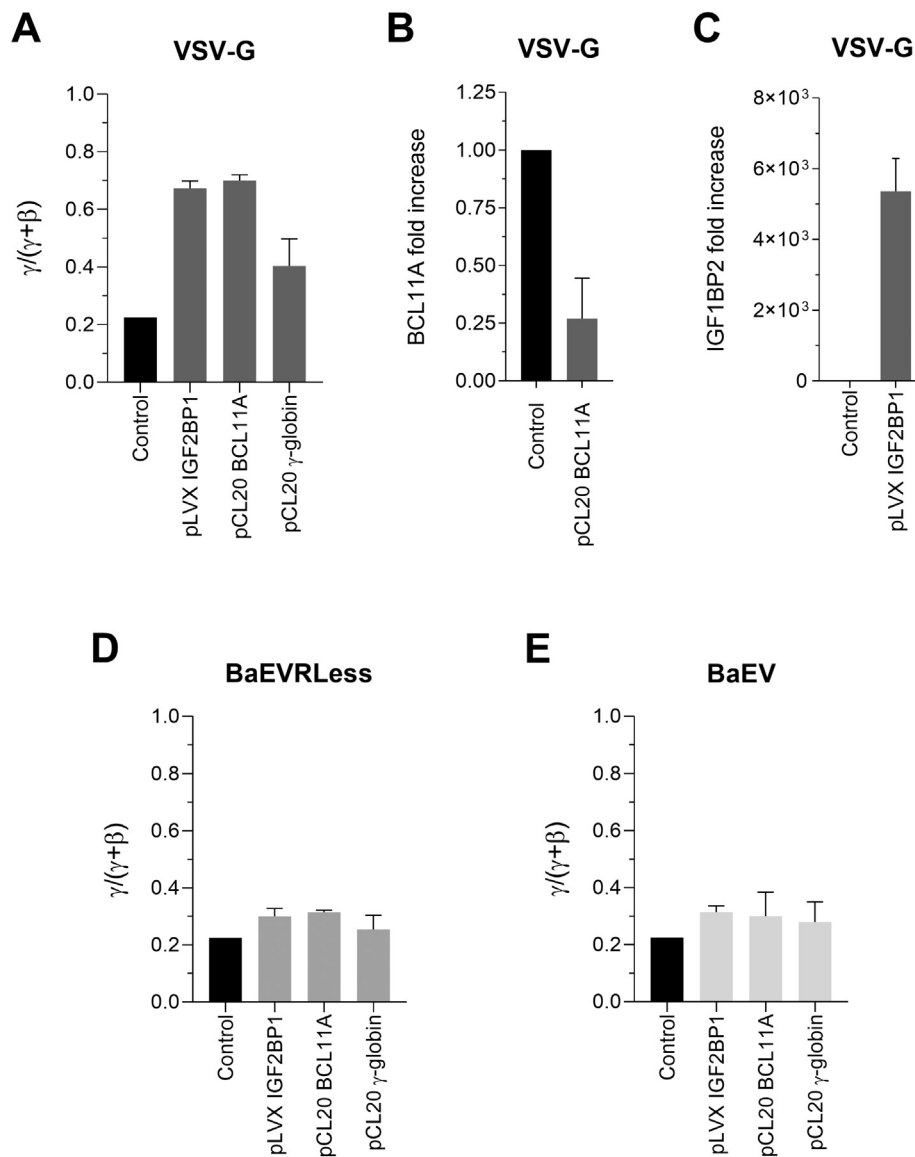 A
VSV-G
γ/(γ+β)
1.0
0.8
0.6
0.4
0.2
0.0
Control
pLVX IGF2BP1
pCL20 BCL11A
pCL20 γ-globin
B
VSV-G
BCL11A fold increase
1.25
1.00
0.75
0.50
0.25
0.00
Control
pCL20 BCL11A
C
VSV-G
IGF1BP2 fold increase
8×10³
6×10³
4×10³
2×10³
0
Control
pLVX IGF2BP1
D
BaEVRLess
γ/(γ+β)
1.0
0.8
0.6
0.4
0.2
0.0
Control
pLVX IGF2BP1
pCL20 BCL11A
pCL20 γ-globin
E
BaEV
γ/(γ+β)
1.0
0.8
0.6
0.4
0.2
0.0
Control
pLVX IGF2BP1
pCL20 BCL11A
pCL20 γ-globin